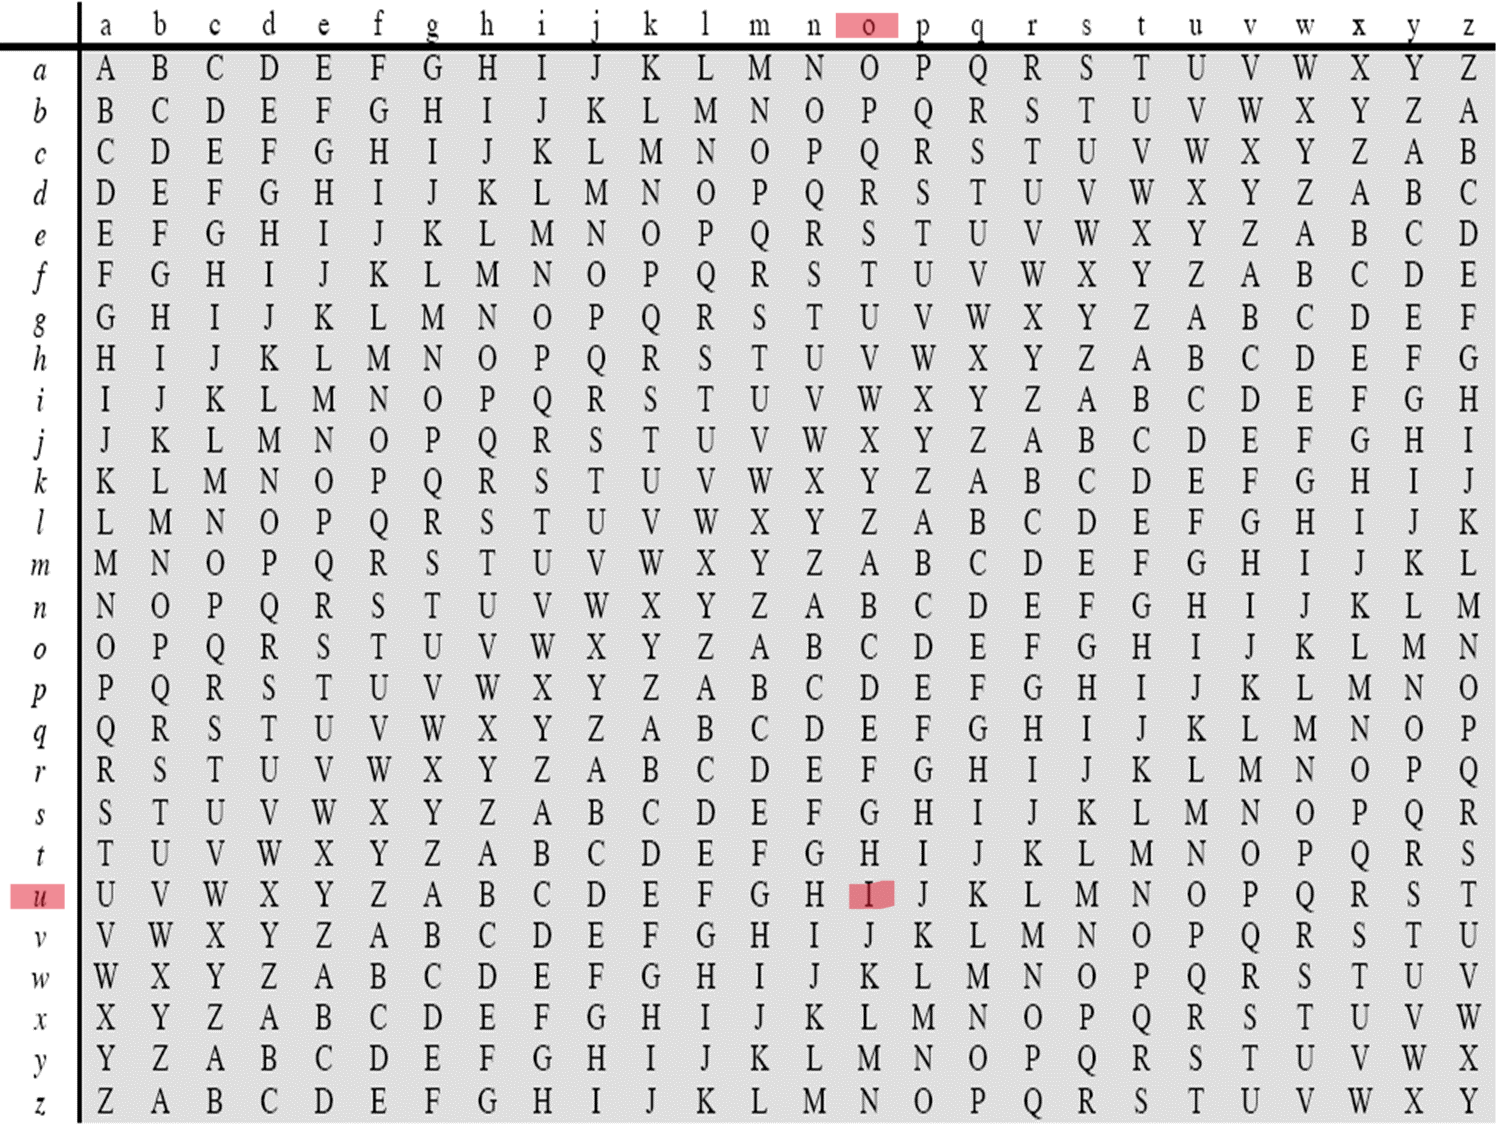 a b c d e f g h i j k l m n o p q r s t u v w x y z
a A B C D E F G H I J K L M N O P Q R S T U V W X Y Z
b B C D E F G H I J K L M N O P Q R S T U V W X Y Z A
c C D E F G H I J K L M N O P Q R S T U V W X Y Z A B
d D E F G H I J K L M N O P Q R S T U V W X Y Z A B C
e E F G H I J K L M N O P Q R S T U V W X Y Z A B C D
f F G H I J K L M N O P Q R S T U V W X Y Z A B C D E
g G H I J K L M N O P Q R S T U V W X Y Z A B C D E F
h H I J K L M N O P Q R S T U V W X Y Z A B C D E F G
i I J K L M N O P Q R S T U V W X Y Z A B C D E F G H
j J K L M N O P Q R S T U V W X Y Z A B C D E F G H I
k K L M N O P Q R S T U V W X Y Z A B C D E F G H I J
l L M N O P Q R S T U V W X Y Z A B C D E F G H I J K
m M N O P Q R S T U V W X Y Z A B C D E F G H I J K L
n N O P Q R S T U V W X Y Z A B C D E F G H I J K L M
o O P Q R S T U V W X Y Z A B C D E F G H I J K L M N
p P Q R S T U V W X Y Z A B C D E F G H I J K L M N O
q Q R S T U V W X Y Z A B C D E F G H I J K L M N O P
r R S T U V W X Y Z A B C D E F G H I J K L M N O P Q
s S T U V W X Y Z A B C D E F G H I J K L M N O P Q R
t T U V W X Y Z A B C D E F G H I J K L M N O P Q R S
u U V W X Y Z A B C D E F G H I J K L M N O P Q R S T
v V W X Y Z A B C D E F G H I J K L M N O P Q R S T U
w W X Y Z A B C D E F G H I J K L M N O P Q R S T U V
x X Y Z A B C D E F G H I J K L M N O P Q R S T U V W
y Y Z A B C D E F G H I J K L M N O P Q R S T U V W X
z Z A B C D E F G H I J K L M N O P Q R S T U V W X Y